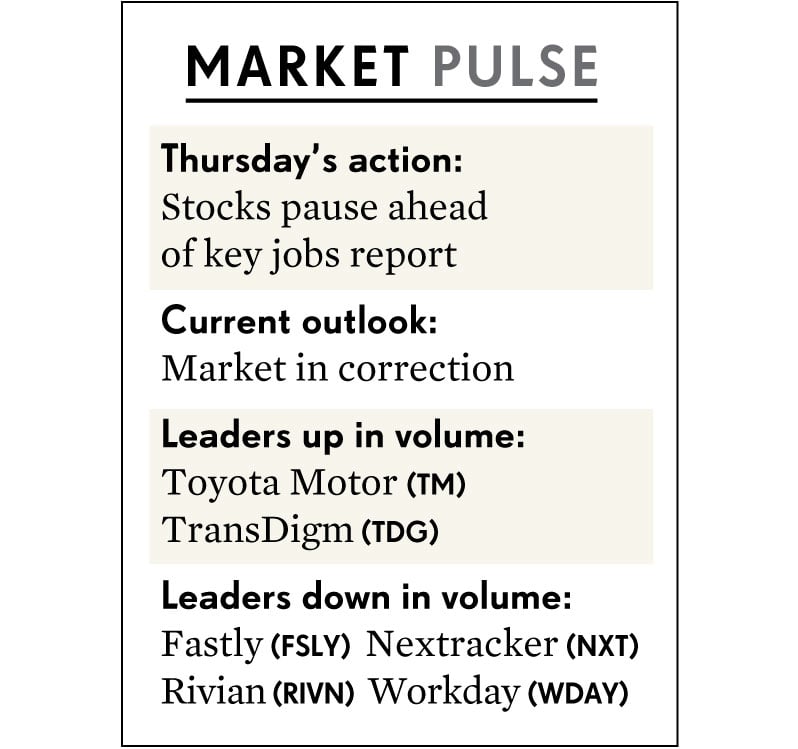 MARKET PULSE
Thursday's action:
Stocks pause ahead
of key jobs report
Current outlook:
Market in correction
Leaders up in volume:
Toyota Motor (TM)
TransDigm (TDG)
Leaders down in volume:
Fastly (FSLY) Nextracker (NXT)
Rivian (RIVN) Workday (WDAY)